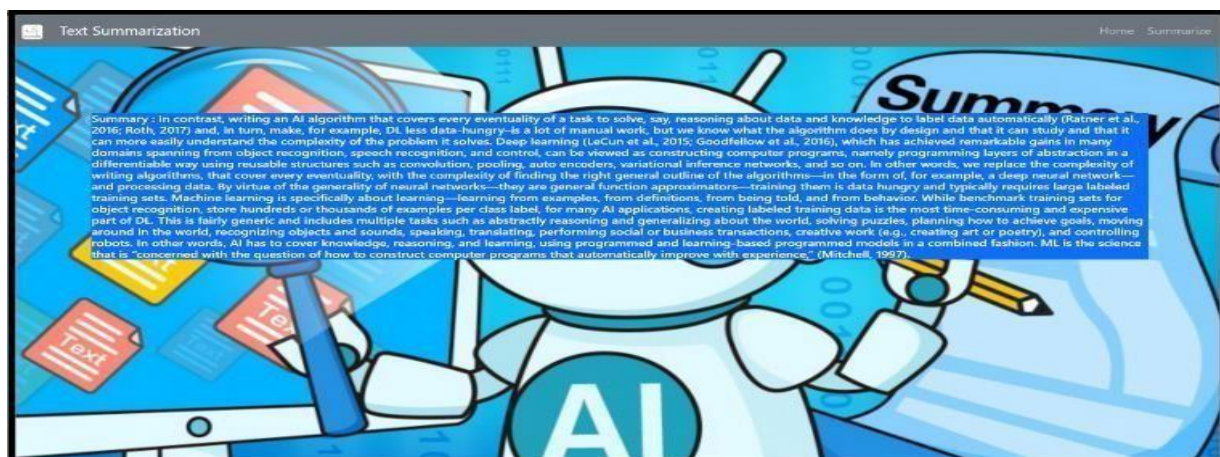 Text Summarization
Home Summarize
Summary
Summary : In contrast, writing an AI algorithm that covers every eventuality of a task to solve, say, reasoning about data and knowledge to label data automatically (Ratner et al.,
2016; Roth, 2017) and, in turn, make, for example, DL less data-hungry–is a lot of manual work, but we know what the algorithm does by design and that it can study and that it
can more easily understand the complexity of the problem it solves. Deep learning (LeCun et al., 2015; Goodfellow et al., 2016), which has achieved remarkable gains in many
domains spanning from object recognition, speech recognition, and control, can be viewed as constructing computer programs, namely programming layers of abstraction in a
differentiable way using reusable structures such as convolution, pooling, auto encoders, variational inference networks, and so on. In other words, we replace the complexity of
writing algorithms, that cover every eventuality, with the complexity of finding the right general outline of the algorithms—in the form of, for example, a deep neural network—
and processing data. By virtue of the generality of neural networks—they are general function approximators—training them is data hungry and typically requires large labeled
training sets. Machine learning is specifically about learning—learning from examples, from definitions, from being told, and from behavior. While benchmark training sets for
object recognition, store hundreds or thousands of examples per class label, for many AI applications, creating labeled training data is the most time-consuming and expensive
part of DL. This is fairly generic and includes multiple tasks such as abstractly reasoning and generalizing about the world, solving puzzles, planning how to achieve goals, moving
around in the world, recognizing objects and sounds, speaking, translating, performing social or business transactions, creative work (e.g., creating art or poetry), and controlling
robots. In other words, AI has to cover knowledge, reasoning, and learning, using programmed and learning-based programmed models in a combined fashion. ML is the science
that is “concerned with the question of how to construct computer programs that automatically improve with experience,” (Mitchell, 1997).
Text
Text
AI